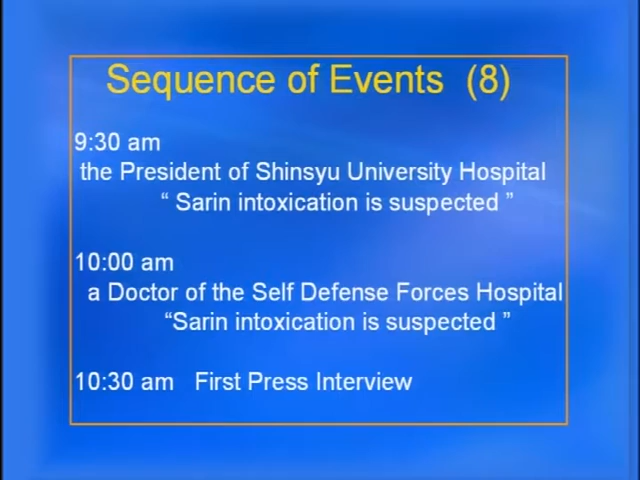 Sequence of Events (8)
9:30 am
the President of Shinsyu University Hospital
“ Sarin intoxication is suspected ”
10:00 am
a Doctor of the Self Defense Forces Hospital
“Sarin intoxication is suspected ”
10:30 am First Press Interview